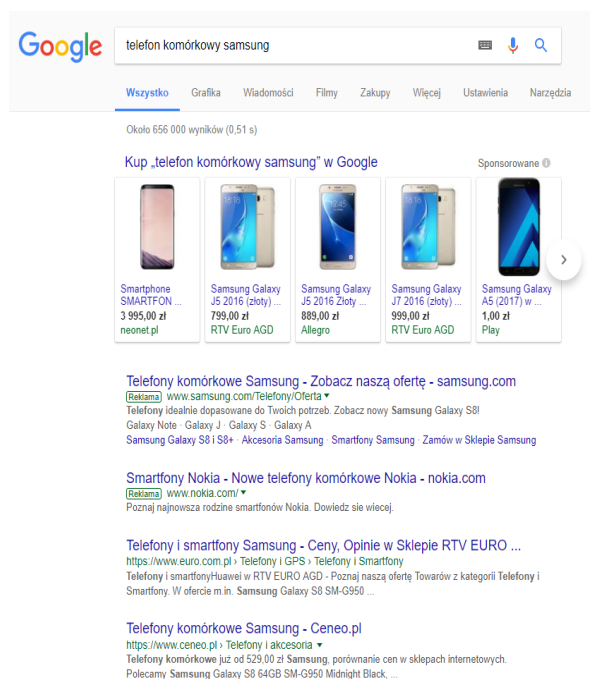 Google
telefon komórkowy samsung
Wszystko Grafika Wiadomości Filmy Zakupy Więcej Ustawienia Narzędzia
Około 656 000 wyników (0,51 s)
Kup „telefon komórkowy samsung” w Google
Sponsorowane
Smartphone
SMARTFON ...
3 995,00 zł
neonet.pl
Samsung Galaxy
J5 2016 (złoty) ...
799,00 zł
RTV Euro AGD
Samsung Galaxy
J5 2016 Złoty ...
889,00 zł
Allegro
Samsung Galaxy
J7 2016 (złoty) ...
999,00 zł
RTV Euro AGD
Samsung Galaxy
A5 (2017) w ...
1,00 zł
Play
Telefony komórkowe Samsung - Zobacz naszą ofertę - samsung.com
Reklama www.samsung.com/Telefony/Oferta
Telefony idealnie dopasowane do Twoich potrzeb. Zobacz nowy Samsung Galaxy S8!
Galaxy Note · Galaxy J · Galaxy S · Galaxy A
Samsung Galaxy S8 i S8+ · Akcesoria Samsung · Smartfony Samsung · Zamów w Sklepie Samsung
Smartfony Nokia - Nowe telefony komórkowe Nokia - nokia.com
Reklama www.nokia.com/
Poznaj najnowsza rodzine smartfonów Nokia. Dowiedz sie wiecej.
Telefony i smartfony Samsung - Ceny, Opinie w Sklepie RTV EURO ...
https://www.euro.com.pl › Telefony i GPS › Telefony i Smartfony
Telefony i smartfonyHuawei w RTV EURO AGD - Poznaj naszą ofertę Towarów z kategorii Telefony i
Smartfony. W ofercie m.in. Samsung Galaxy S8 SM-G950 ...
Telefony komórkowe Samsung - Ceneo.pl
https://www.ceneo.pl › Telefony i akcesoria
Telefony komórkowe już od 529,00 zł Samsung, porównanie cen w sklepach internetowych.
Polecamy Samsung Galaxy S8 64GB SM-G950 Midnight Black, ...